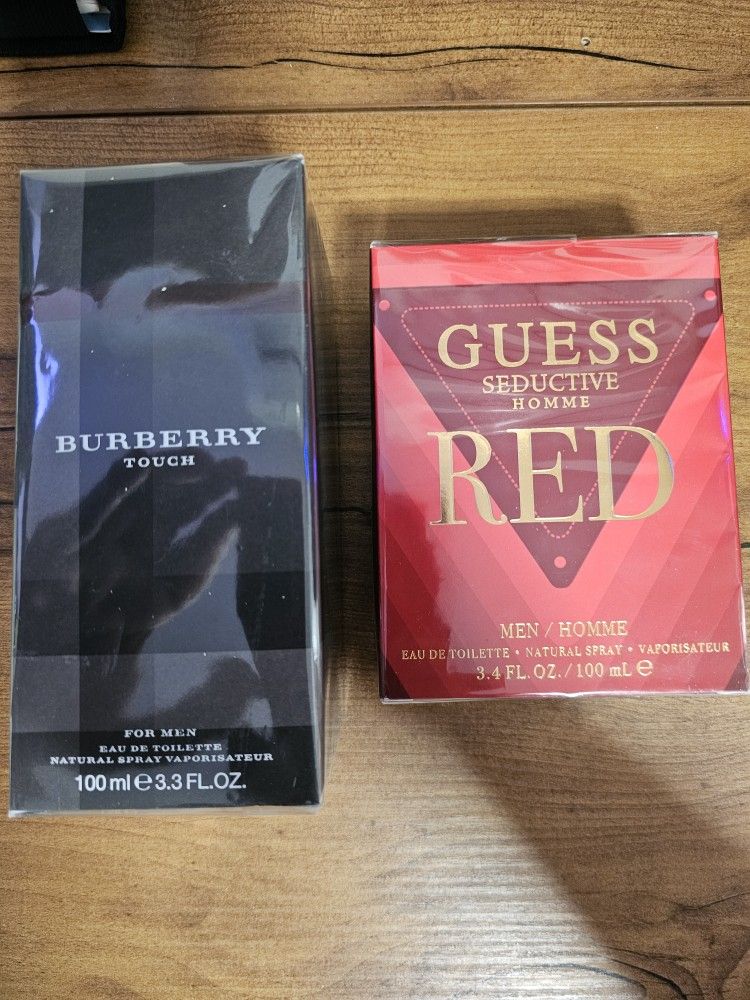 BURBERRY
TOUCH
FOR MEN
EAU DE TOILETTE
NATURAL SPRAY VAPORISATEUR
100 ml ℮ 3.3 FL.OZ.
GUESS
SEDUCTIVE
HOMME
RED
MEN / HOMME
EAU DE TOILETTE • NATURAL SPRAY • VAPORISATEUR
3.4 FL. OZ. / 100 mL ℮